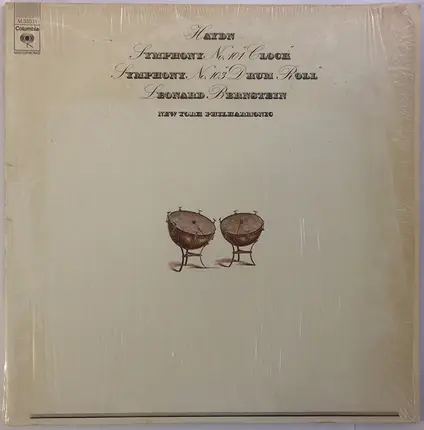 Columbia
Haydn
Symphony No. 101 "Clock"
Symphony No. 103 "Drum Roll"
Leonard Bernstein
New York Philharmonic